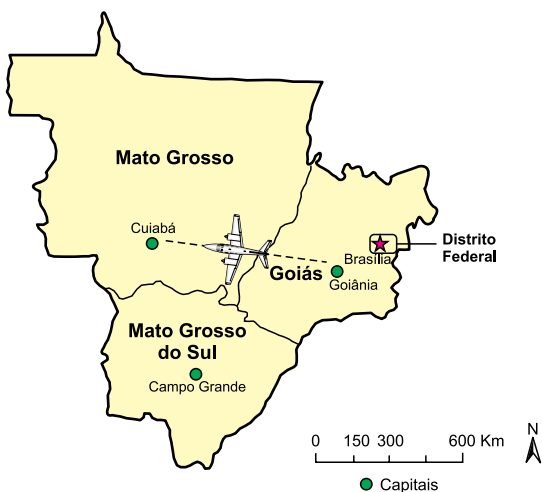 Mato Grosso
Cuiabá
Distrito
Federal
Brasília
Goiás
Goiânia
Mato Grosso
do Sul
Campo Grande
0 150 300 600 Km
N
Capitais